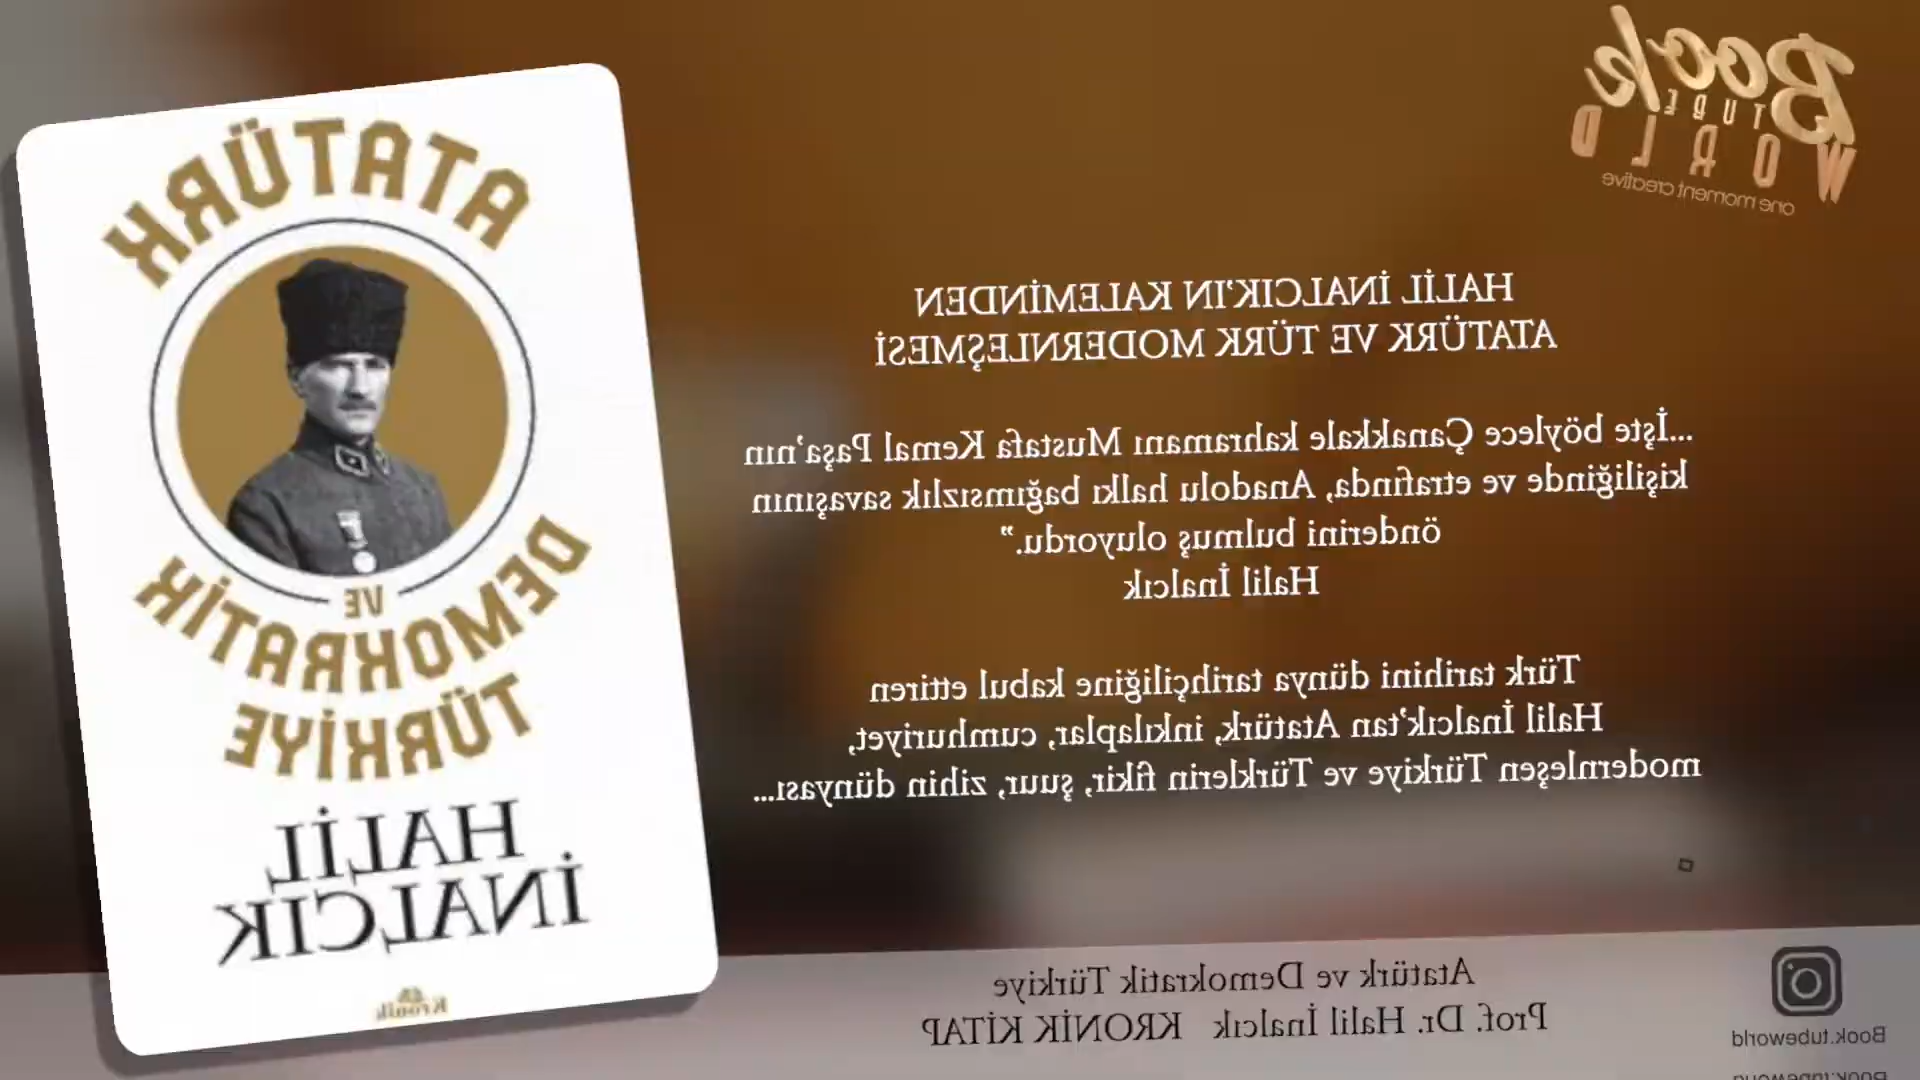 ATATÜRK
VE
DEMOKRATİK
TÜRKİYE
HALİL
İNALCIK
Kronik
Book
TUBE
WORLD
one moment creative
HALİL İNALCIK'IN KALEMİNDEN
ATATÜRK VE TÜRK MODERNLEŞMESİ
...İşte böylece Çanakkale kahramanı Mustafa Kemal Paşa'nın
kişiliğinde ve etrafında, Anadolu halkı bağımsızlık savaşının
önderini bulmuş oluyordu.”
Halil İnalcık
Türk tarihini dünya tarihçiliğine kabul ettiren
Halil İnalcık'tan Atatürk, inkılaplar, cumhuriyet,
modernleşen Türkiye ve Türklerin fikir, şuur, zihin dünyası...
Atatürk ve Demokratik Türkiye
Prof. Dr. Halil İnalcık KRONİK KİTAP
Book.tubeworld